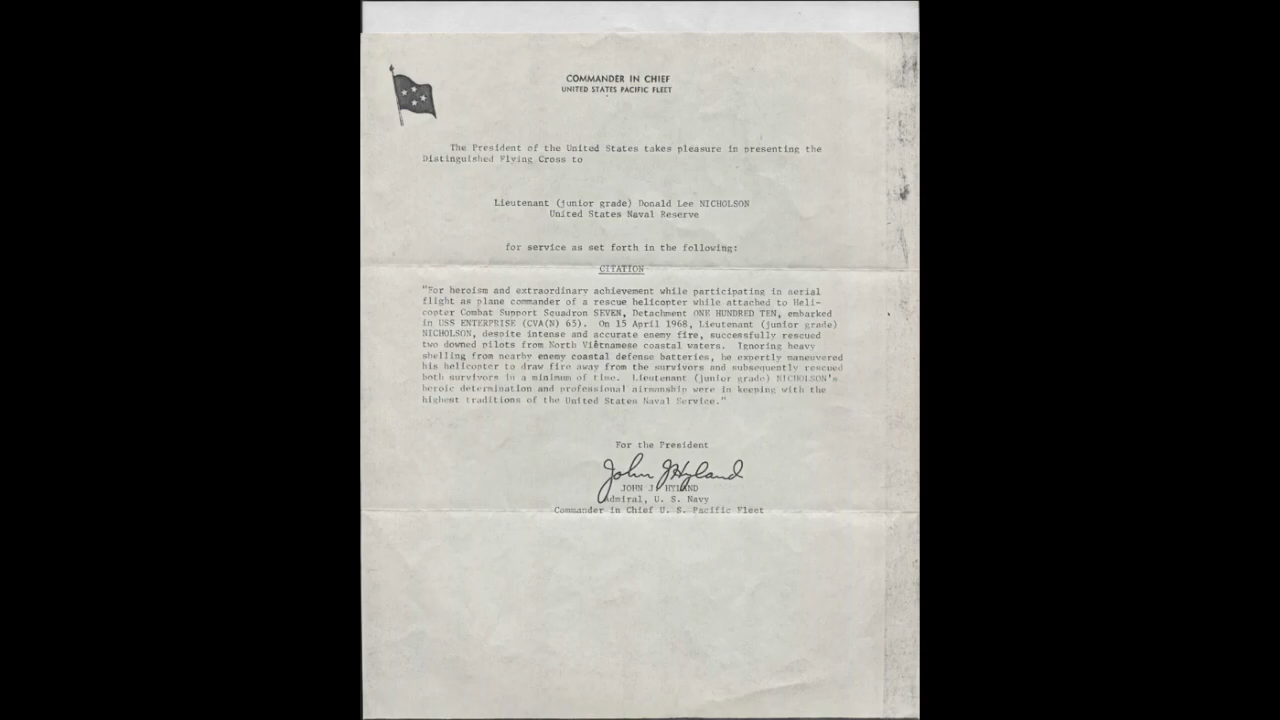 COMMANDER IN CHIEF
UNITED STATES PACIFIC FLEET
The President of the United States takes pleasure in presenting the
Distinguished Flying Cross to
Lieutenant (junior grade) Donald Lee NICHOLSON
United States Naval Reserve
for service as set forth in the following:
CITATION
"For heroism and extraordinary achievement while participating in aerial
flight as plane commander of a rescue helicopter while attached to Heli-
copter Combat Support Squadron SEVEN, Detachment ONE HUNDRED TEN, embarked
in USS ENTERPRISE (CVA(N) 65). On 15 April 1968, Lieutenant (junior grade)
NICHOLSON, despite intense and accurate enemy fire, successfully rescued
two downed pilots from North Vietnamese coastal waters. Ignoring heavy
shelling from nearby enemy coastal defense batteries, he expertly maneuvered
his helicopter to draw fire away from the survivors and subsequently rescued
both survivors in a minimum of time. Lieutenant (junior grade) NICHOLSON's
heroic determination and professional airmanship were in keeping with the
highest traditions of the United States Naval Service."
For the President
John J Hyland
JOHN J. HYLAND
Admiral, U. S. Navy
Commander in Chief U. S. Pacific Fleet